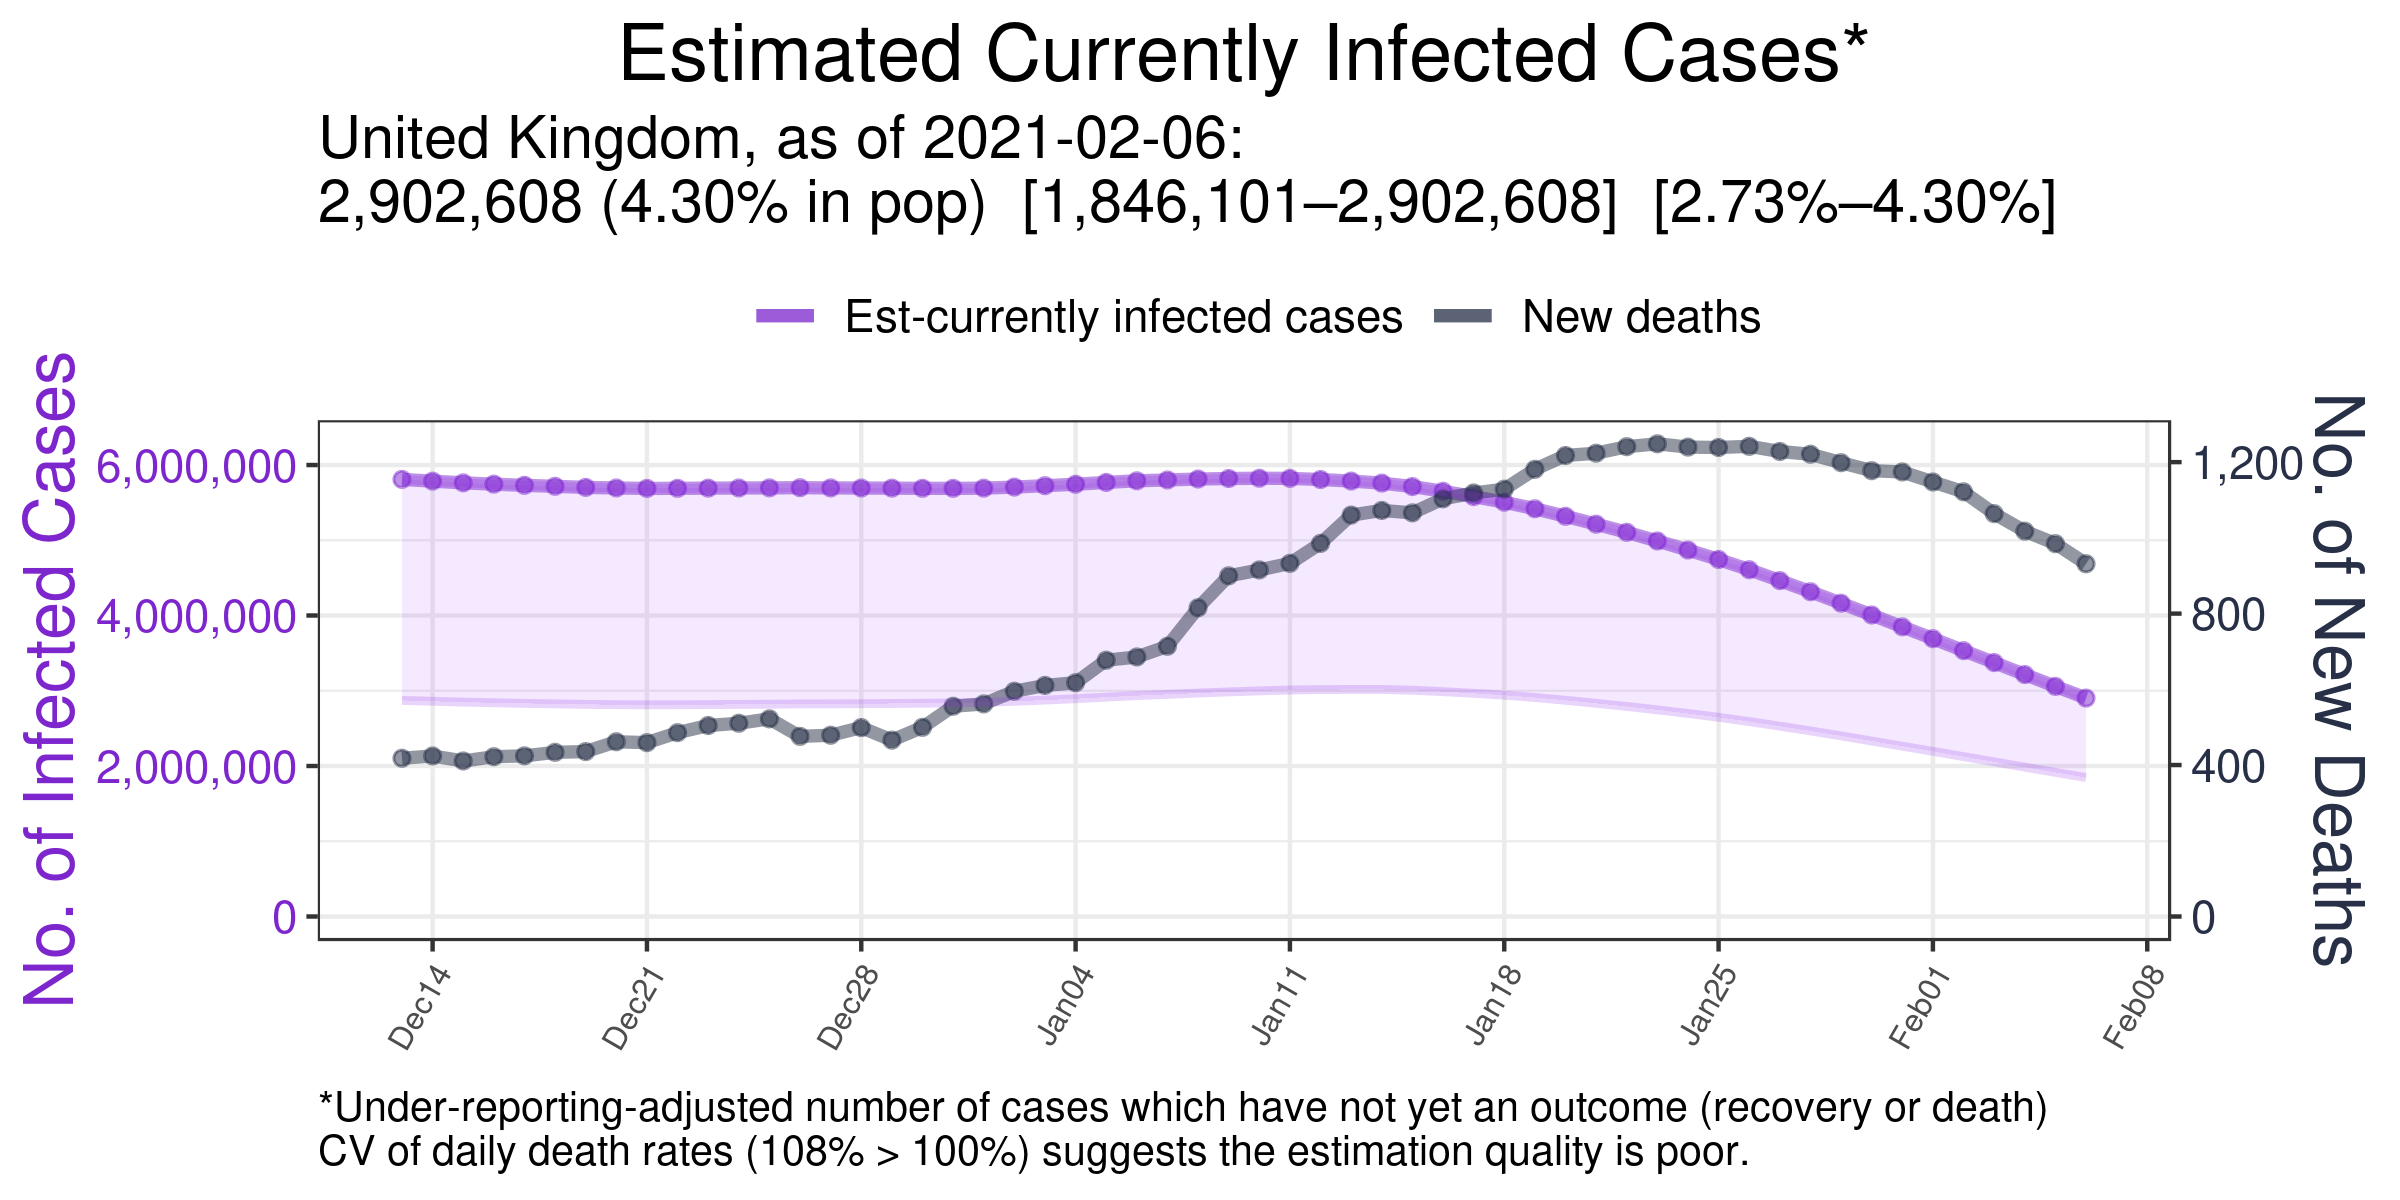 Estimated Currently Infected Cases*
United Kingdom, as of 2021-02-06:
2,902,608 (4.30% in pop)  [1,846,101–2,902,608]  [2.73%–4.30%]
Est-currently infected cases
New deaths
No. of Infected Cases
6,000,000
4,000,000
2,000,000
0
1,200
800
400
0
No. of New Deaths
Dec14
Dec21
Dec28
Jan04
Jan11
Jan18
Jan25
Feb01
Feb08
*Under-reporting-adjusted number of cases which have not yet an outcome (recovery or death)
CV of daily death rates (108% > 100%) suggests the estimation quality is poor.